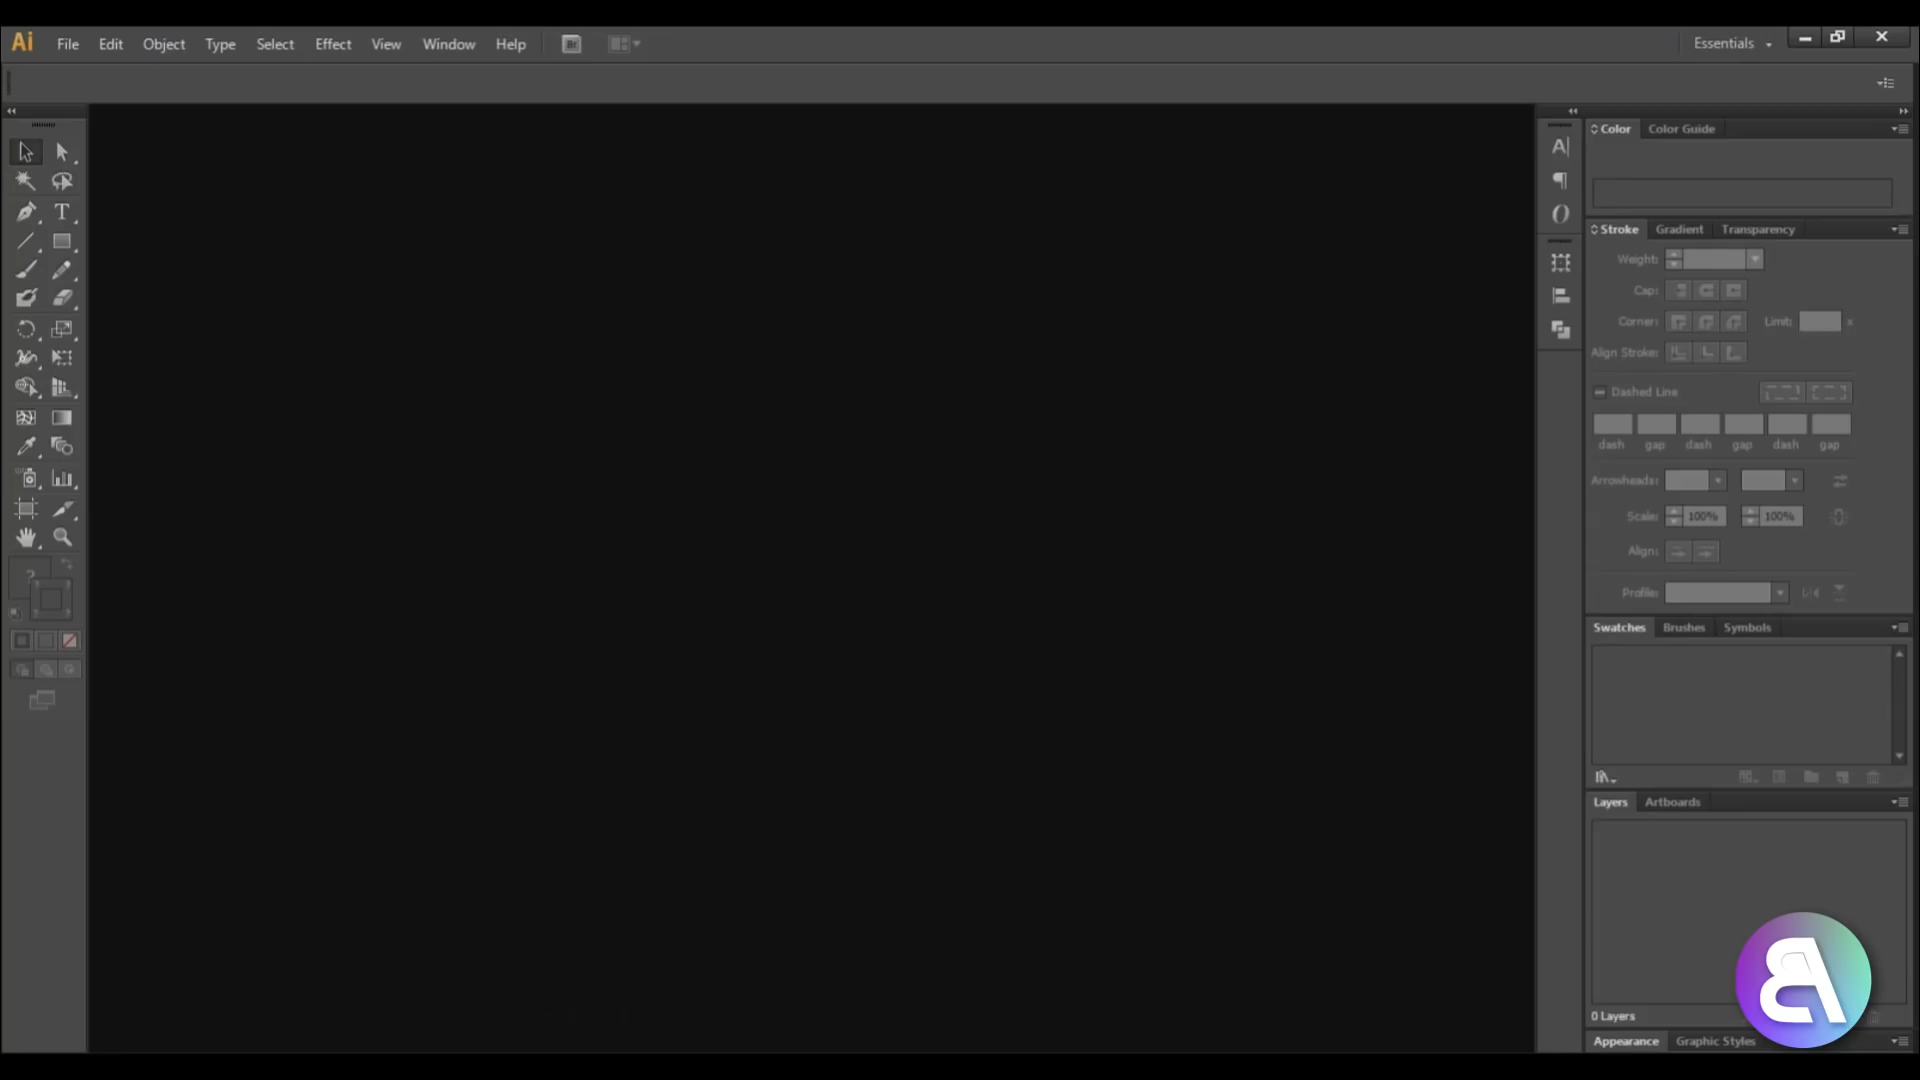 Ai File Edit Object Type Select Effect View Window Help Br Essentials
Color Color Guide
Stroke Gradient Transparency
Weight:
Cap:
Corner: Limit: x
Align Stroke:
Dashed Line
dash gap dash gap dash gap
Arrowheads:
Scale: 100% 100%
Align:
Profile:
Swatches Brushes Symbols
Layers Artboards
0 Layers
Appearance Graphic Styles